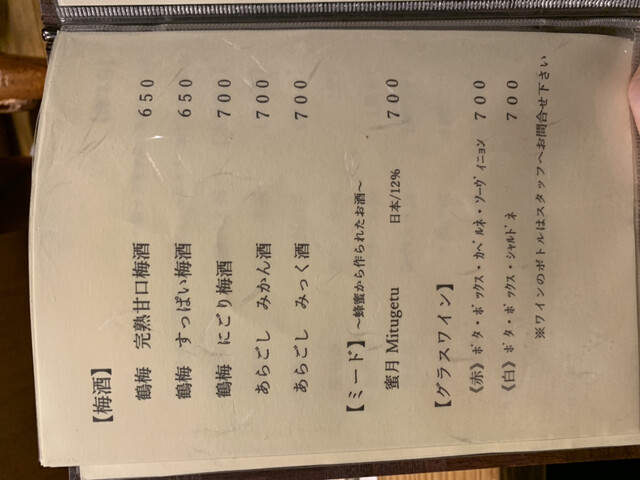 【梅酒】
鶴梅 完熟甘口梅酒 650
鶴梅 すっぱい梅酒 650
鶴梅 にごり梅酒 700
あらごし みかん酒 700
あらごし みっく酒 700
【ミード】～蜂蜜から作られたお酒～
蜜月 Mitugetu 日本/12% 700
【グラスワイン】
《赤》ﾎﾞﾀ・ﾎﾞｯｸｽ・ｶﾍﾞﾙﾈ・ｿｰｳﾞｨﾆｮﾝ 700
《白》ﾎﾞﾀ・ﾎﾞｯｸｽ・ｼｬﾙﾄﾞﾈ 700
※ワインのボトルはスタッフへお問合せ下さい